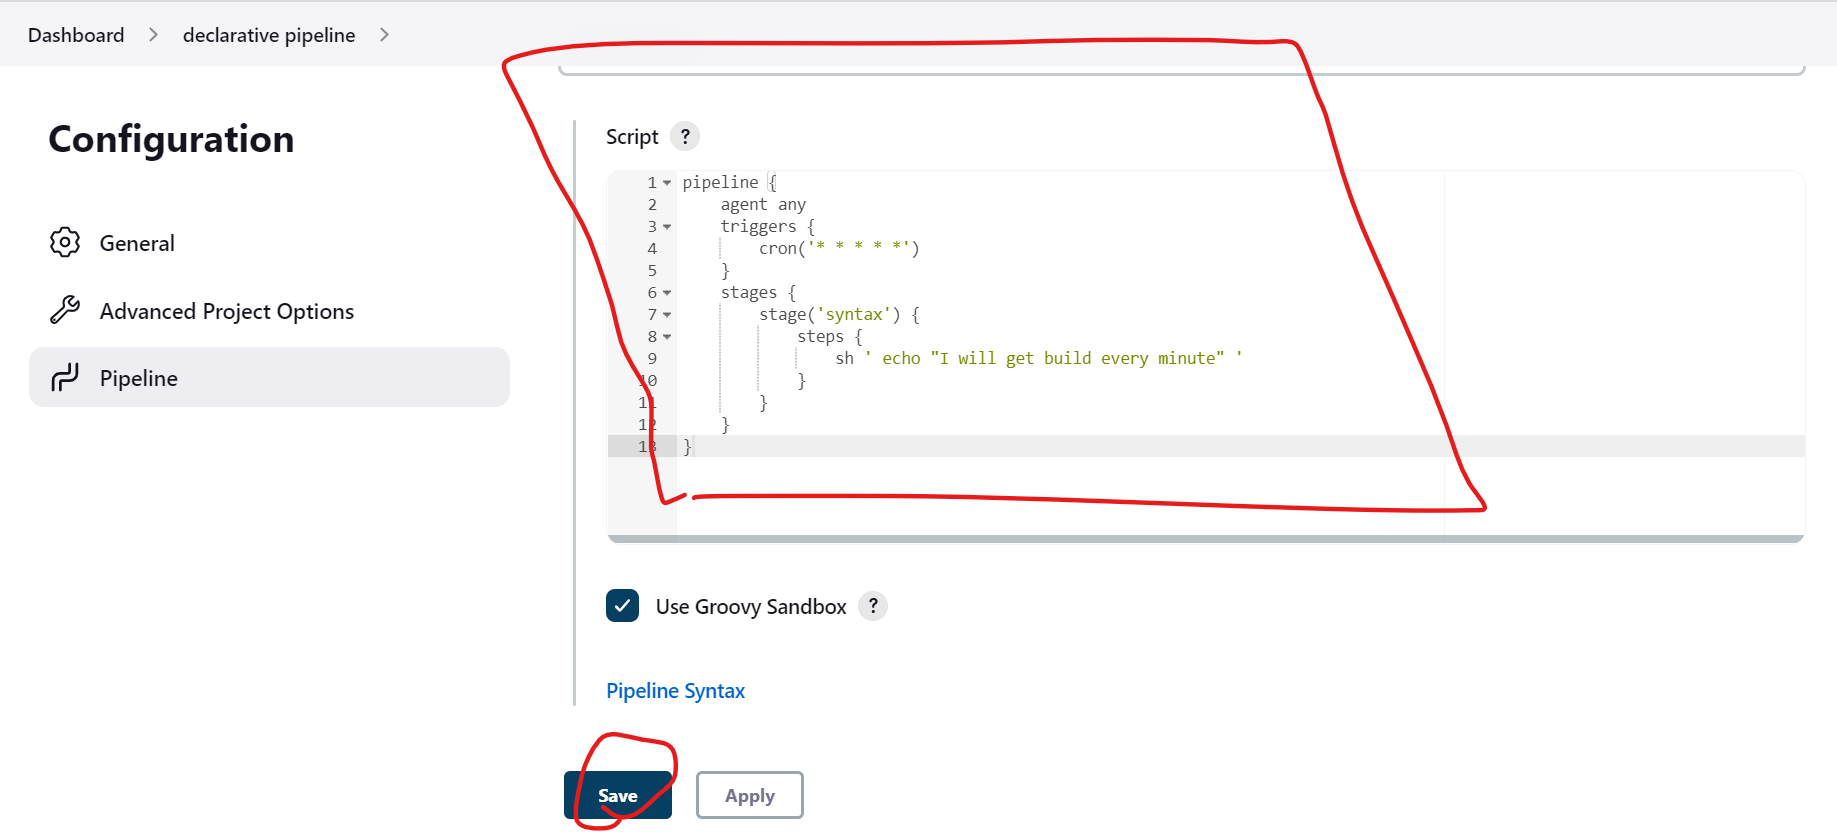 Dashboard > declarative pipeline >
Configuration
General
Advanced Project Options
Pipeline
Script ?
1 pipeline {
2     agent any
3     triggers {
4         cron('* * * * *')
5     }
6     stages {
7         stage('syntax') {
8             steps {
9                 sh ' echo "I will get build every minute" '
10             }
11         }
12     }
13 }
Use Groovy Sandbox ?
Pipeline Syntax
Save Apply